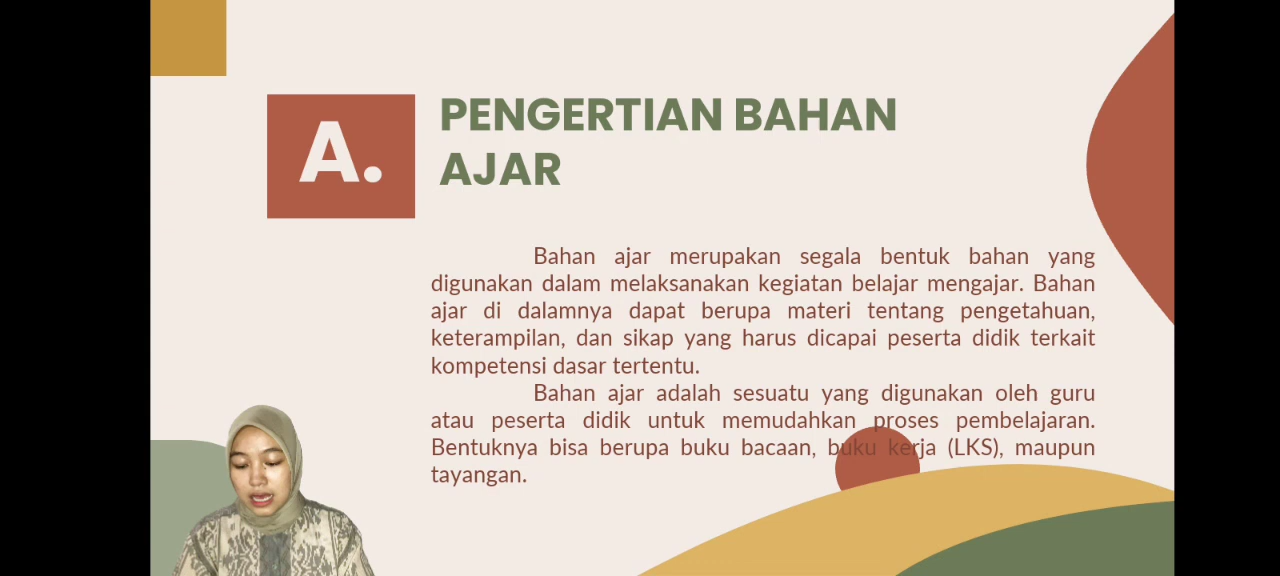 A.
PENGERTIAN BAHAN
AJAR
Bahan ajar merupakan segala bentuk bahan yang
digunakan dalam melaksanakan kegiatan belajar mengajar. Bahan
ajar di dalamnya dapat berupa materi tentang pengetahuan,
keterampilan, dan sikap yang harus dicapai peserta didik terkait
kompetensi dasar tertentu.
Bahan ajar adalah sesuatu yang digunakan oleh guru
atau peserta didik untuk memudahkan proses pembelajaran.
Bentuknya bisa berupa buku bacaan, buku kerja (LKS), maupun
tayangan.